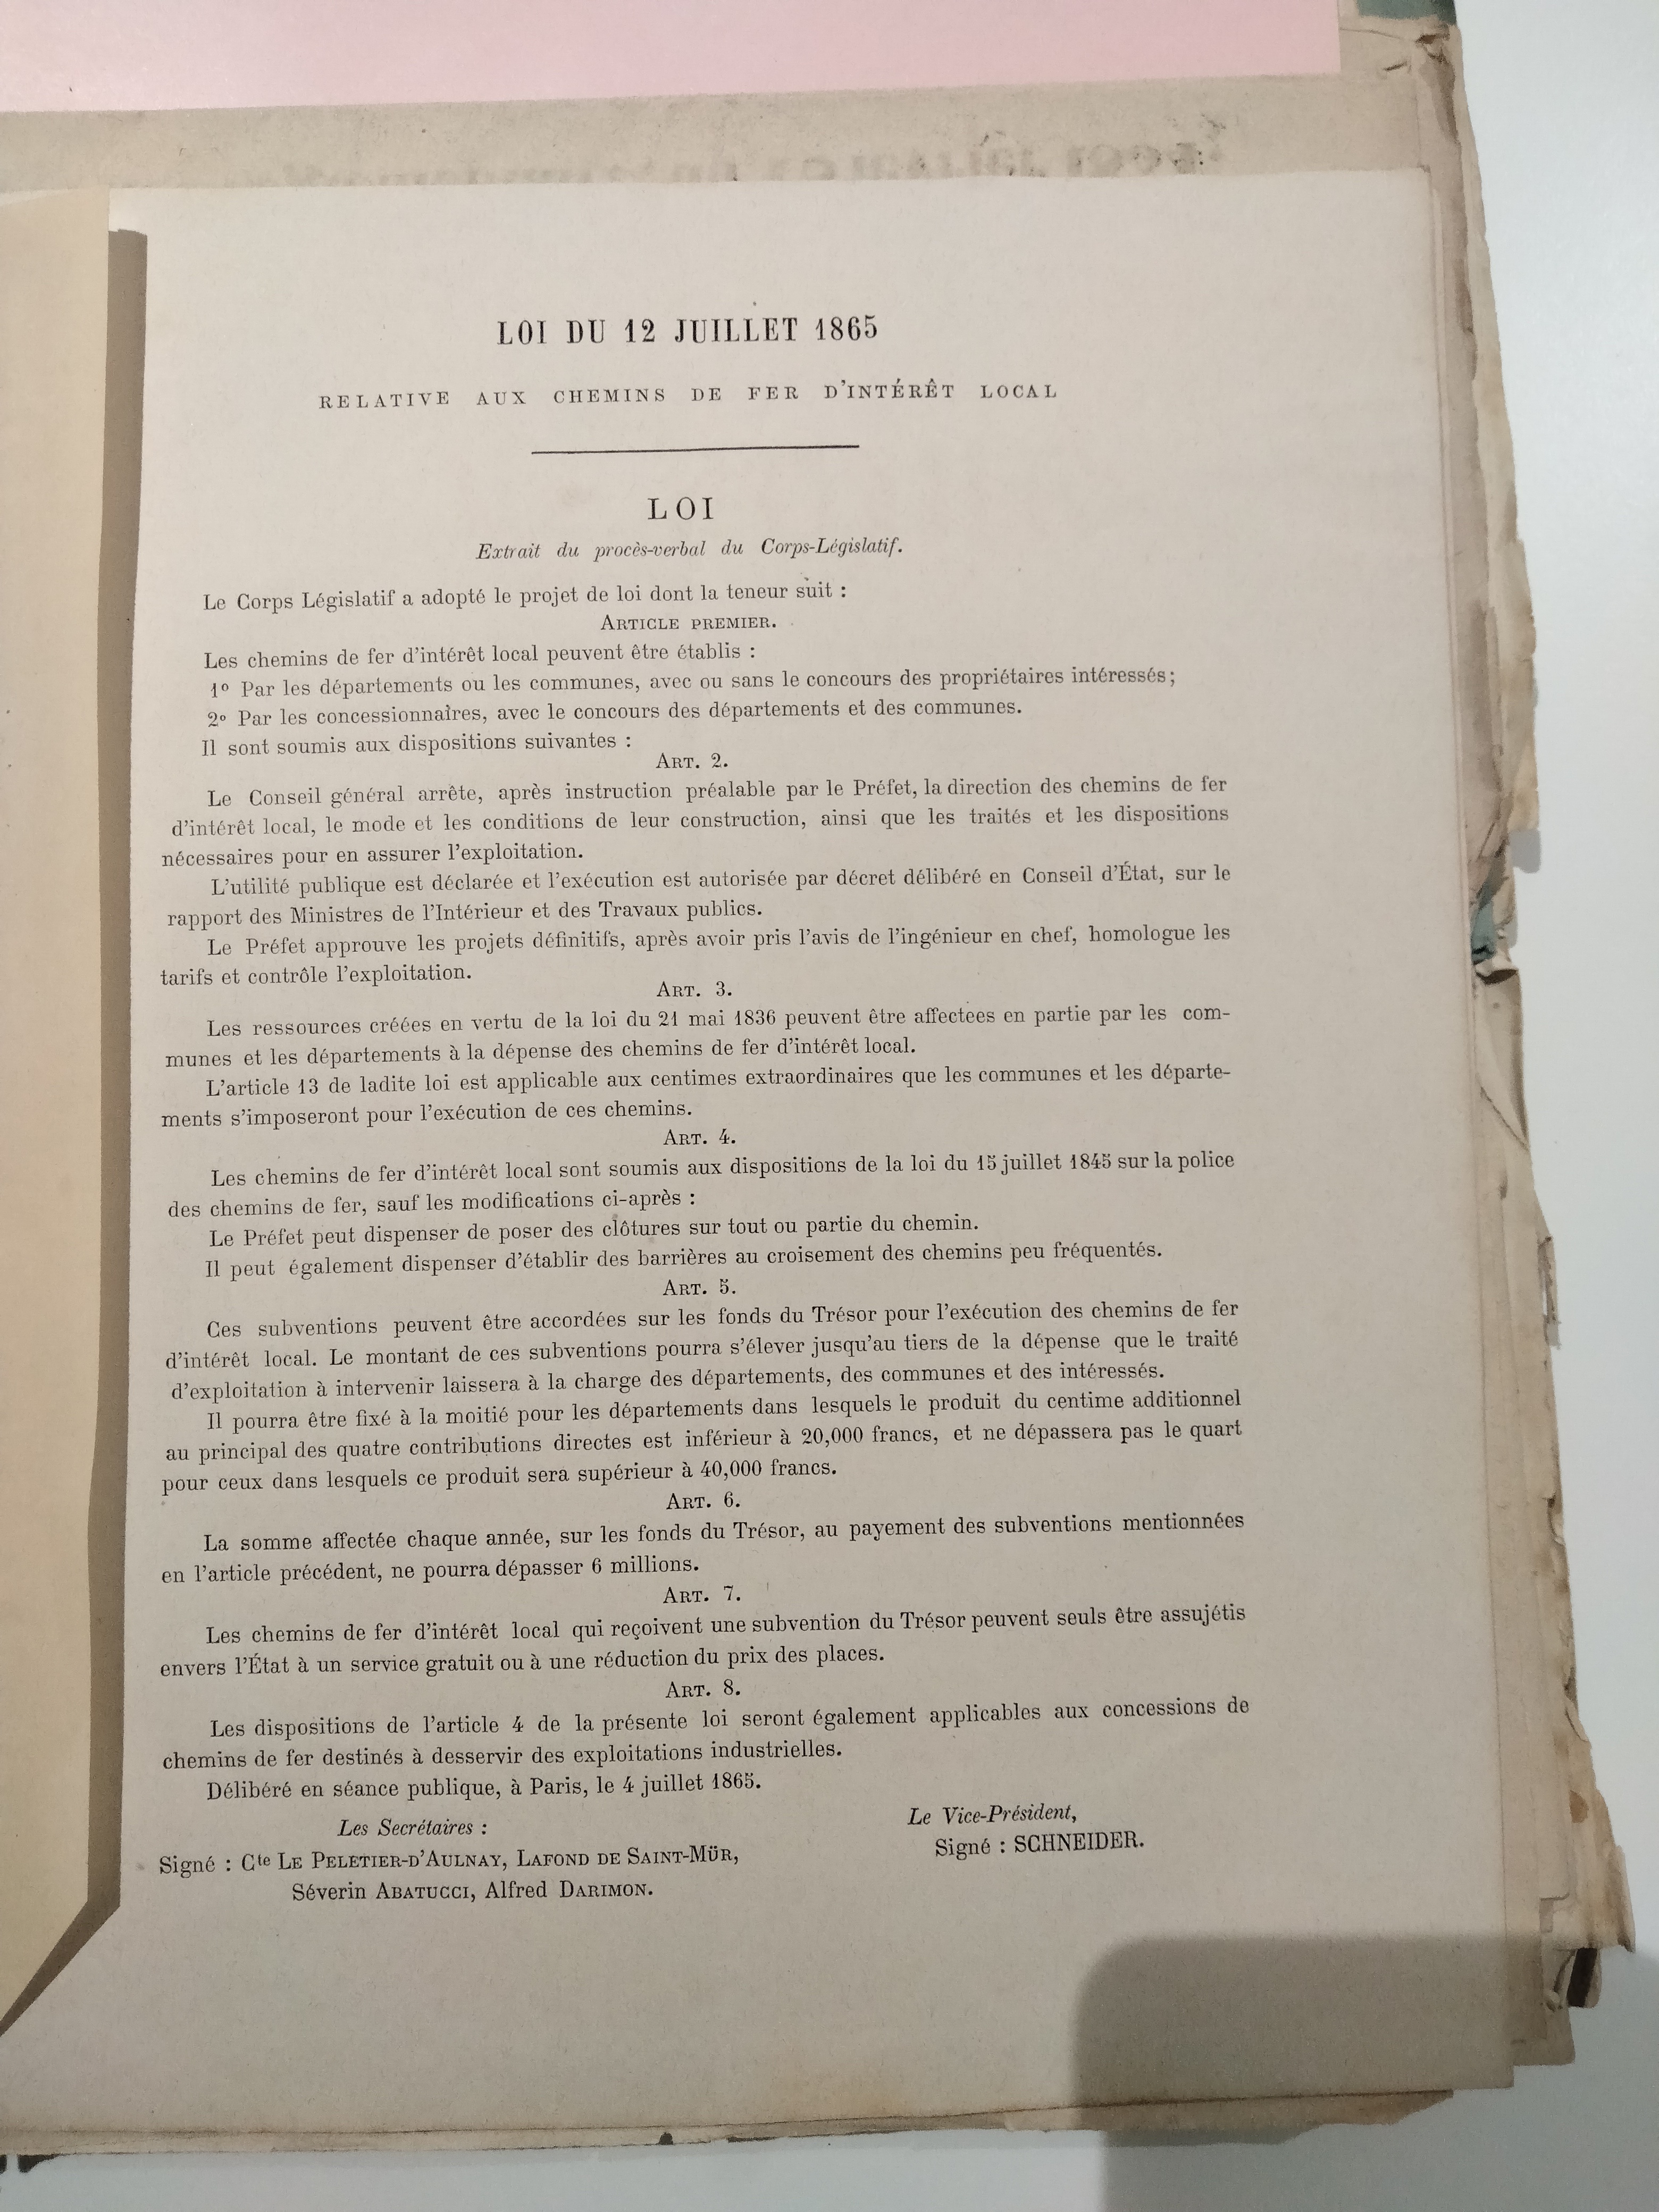 LOI DU 12 JUILLET 1865
RELATIVE AUX CHEMINS DE FER D'INTÉRÊT LOCAL
LOI
Extrait du procès-verbal du Corps-Législatif.
Le Corps Législatif a adopté le projet de loi dont la teneur suit :
ARTICLE PREMIER.
Les chemins de fer d'intérêt local peuvent être établis :
1º Par les départements ou les communes, avec ou sans le concours des propriétaires intéressés;
2º Par les concessionnaires, avec le concours des départements et des communes.
Il sont soumis aux dispositions suivantes :
ART. 2.
Le Conseil général arrête, après instruction préalable par le Préfet, la direction des chemins de fer
d'intérêt local, le mode et les conditions de leur construction, ainsi que les traités et les dispositions
nécessaires pour en assurer l'exploitation.
L'utilité publique est déclarée et l'exécution est autorisée par décret délibéré en Conseil d'État, sur le
rapport des Ministres de l'Intérieur et des Travaux publics.
Le Préfet approuve les projets définitifs, après avoir pris l'avis de l'ingénieur en chef, homologue les
tarifs et contrôle l'exploitation.
ART. 3.
Les ressources créées en vertu de la loi du 21 mai 1836 peuvent être affectees en partie par les com-
munes et les départements à la dépense des chemins de fer d'intérêt local.
L'article 13 de ladite loi est applicable aux centimes extraordinaires que les communes et les départe-
ments s'imposeront pour l'exécution de ces chemins.
ART. 4.
Les chemins de fer d'intérêt local sont soumis aux dispositions de la loi du 15 juillet 1845 sur la police
des chemins de fer, sauf les modifications ci-après :
Le Préfet peut dispenser de poser des clôtures sur tout ou partie du chemin.
Il peut également dispenser d'établir des barrières au croisement des chemins peu fréquentés.
ART. 5.
Ces subventions peuvent être accordées sur les fonds du Trésor pour l'exécution des chemins de fer
d'intérêt local. Le montant de ces subventions pourra s'élever jusqu'au tiers de la dépense que le traité
d'exploitation à intervenir laissera à la charge des départements, des communes et des intéressés.
Il pourra être fixé à la moitié pour les départements dans lesquels le produit du centime additionnel
au principal des quatre contributions directes est inférieur à 20,000 francs, et ne dépassera pas le quart
pour ceux dans lesquels ce produit sera supérieur à 40,000 francs.
ART. 6.
La somme affectée chaque année, sur les fonds du Trésor, au payement des subventions mentionnées
en l'article précédent, ne pourra dépasser 6 millions.
ART. 7.
Les chemins de fer d'intérêt local qui reçoivent une subvention du Trésor peuvent seuls être assujétis
envers l'État à un service gratuit ou à une réduction du prix des places.
ART. 8.
Les dispositions de l'article 4 de la présente loi seront également applicables aux concessions de
chemins de fer destinés à desservir des exploitations industrielles.
Délibéré en séance publique, à Paris, le 4 juillet 1865.
Les Secrétaires :
Signé : Cte LE PELETIER-D'AULNAY, LAFOND DE SAINT-MÜR,
Séverin ABATUCCI, Alfred DARIMON.
Le Vice-Président,
Signé : SCHNEIDER.